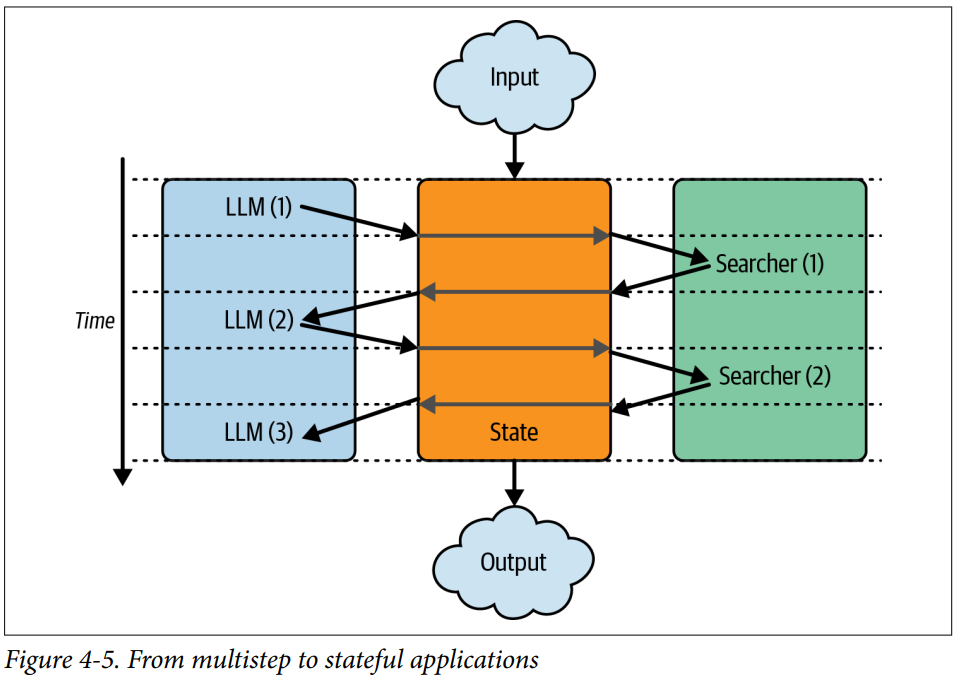 Input
LLM (1)
Searcher (1)
Time
LLM (2)
Searcher (2)
LLM (3)
State
Output
Figure 4-5. From multistep to stateful applications